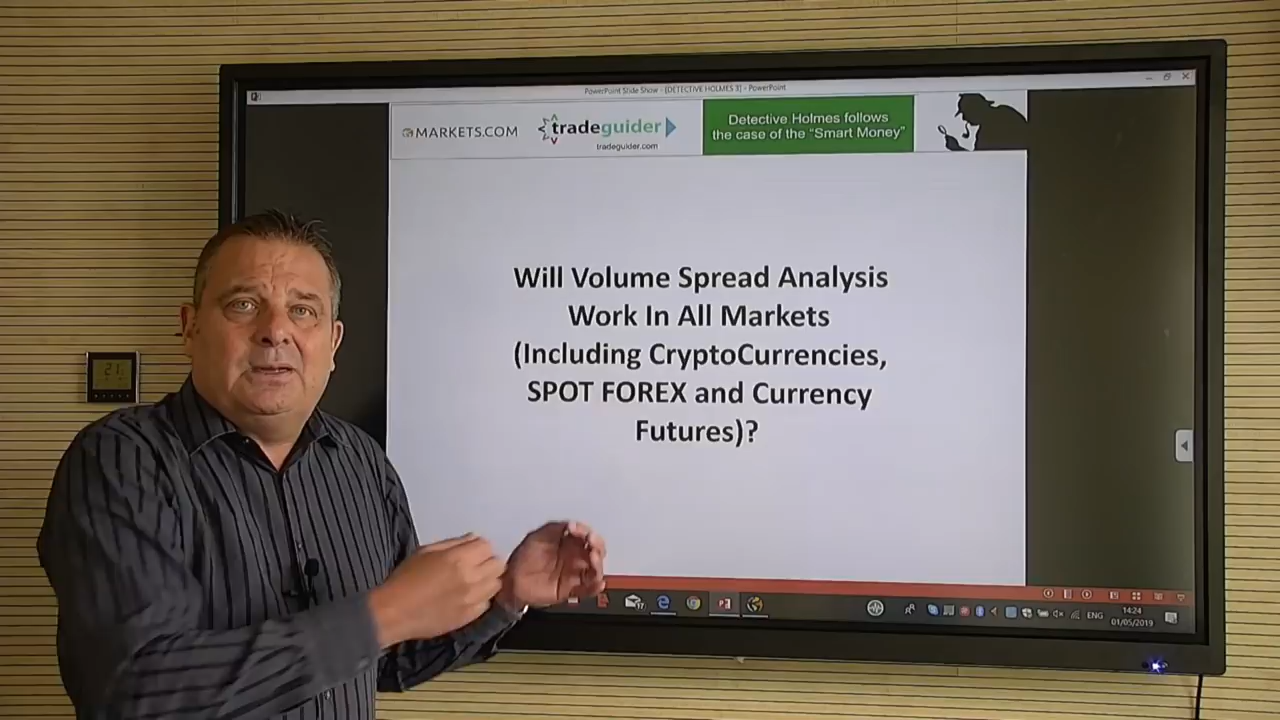 PowerPoint Slide Show - [DETECTIVE HOLMES 3] - PowerPoint
MARKETS.COM
tradeguider
tradeguider.com
Detective Holmes follows
the case of the “Smart Money”
Will Volume Spread Analysis
Work In All Markets
(Including CryptoCurrencies,
SPOT FOREX and Currency
Futures)?
21
ENG
14:24
01/05/2019